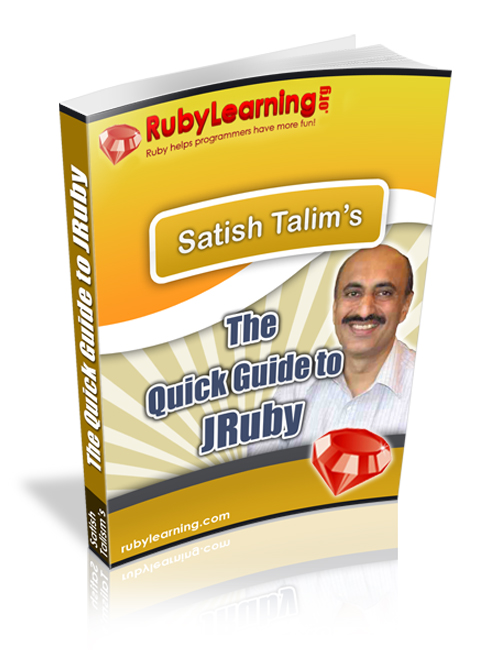 RubyLearning.org
Ruby helps programmers have more fun!
Satish Talim's
The
Quick Guide to
JRuby
rubylearning.com
The Quick Guide to JRuby
Satish
Talism's